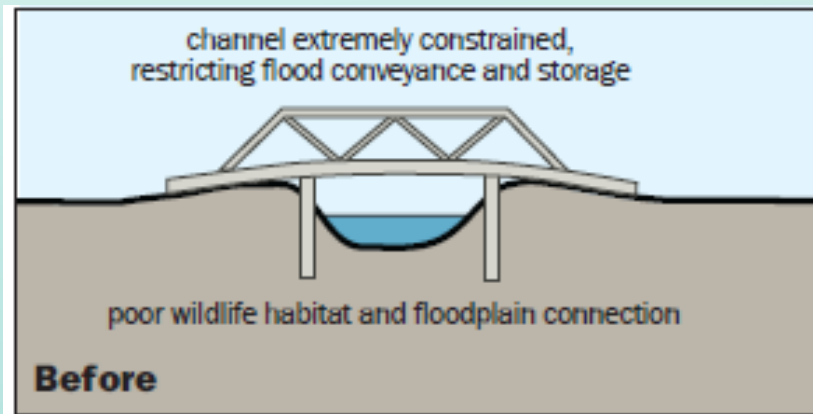 channel extremely constrained,
restricting flood conveyance and storage
poor wildlife habitat and floodplain connection
Before